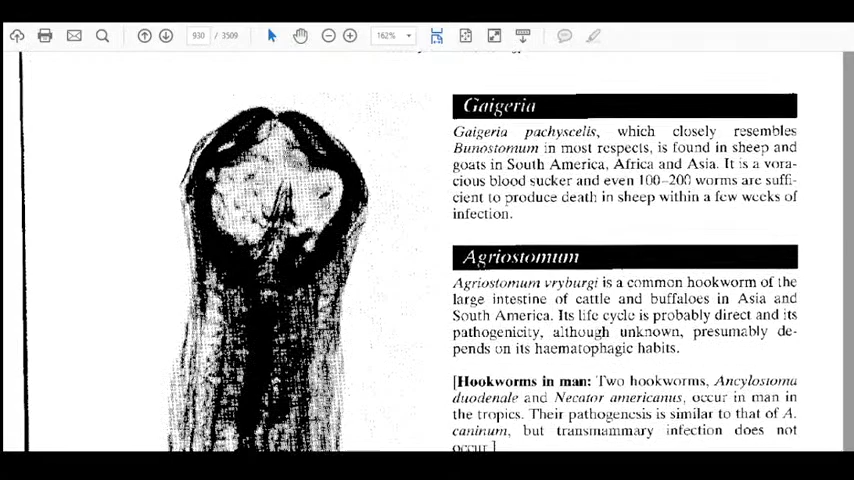 930 / 3509
162%
Gaigeria
Gaigeria pachyscelis, which closely resembles
Bunostomum in most respects, is found in sheep and
goats in South America, Africa and Asia. It is a vora-
cious blood sucker and even 100–200 worms are suffi-
cient to produce death in sheep within a few weeks of
infection.
Agriostomum
Agriostomum vryburgi is a common hookworm of the
large intestine of cattle and buffaloes in Asia and
South America. Its life cycle is probably direct and its
pathogenicity, although unknown, presumably de-
pends on its haematophagic habits.
[Hookworms in man: Two hookworms, Ancylostoma
duodenale and Necator americanus, occur in man in
the tropics. Their pathogenesis is similar to that of A.
caninum, but transmammary infection does not
occur.]